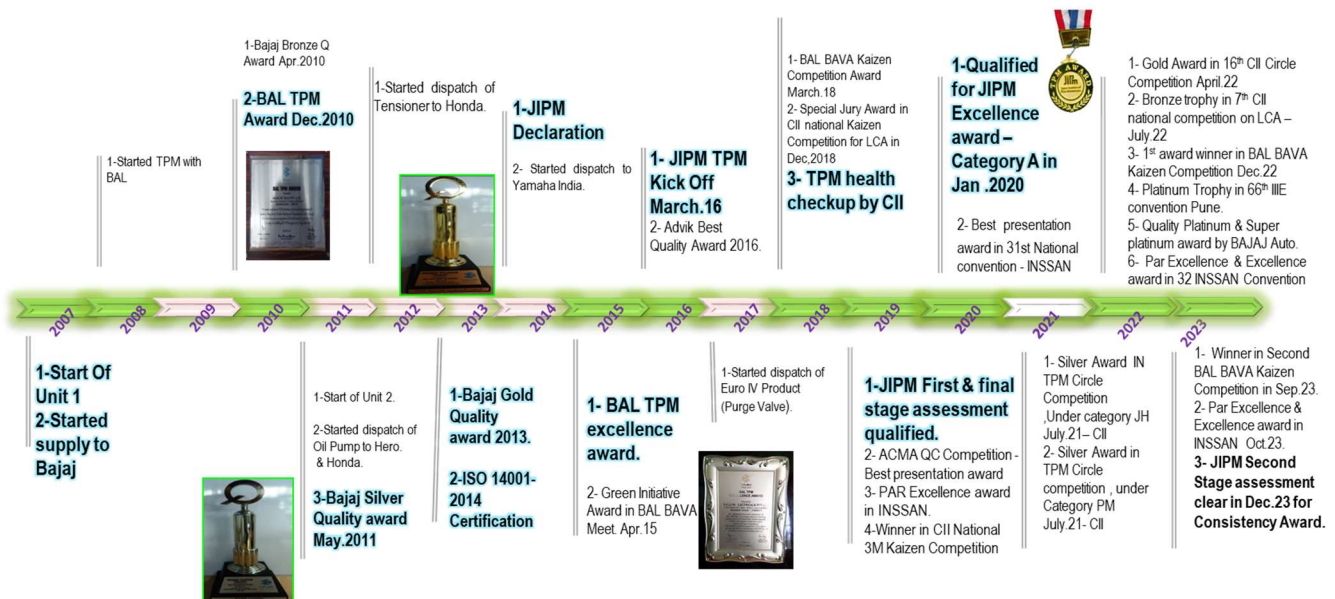 1-Bajaj Bronze Q
Award Apr.2010
2-BAL TPM
Award Dec.2010
1-Started TPM with
BAL
BAL TPM AWARD
1-Started dispatch of
Tensioner to Honda.
1-JIPM
Declaration
2- Started dispatch to
Yamaha India.
1- JIPM TPM
Kick Off
March.16
2- Advik Best
Quality Award 2016.
1- BAL BAVA Kaizen
Competition Award
March.18
2- Special Jury Award in
CII national Kaizen
Competition for LCA in
Dec,2018
3- TPM health
checkup by CII
1-Qualified
for JIPM
Excellence
award –
Category A in
Jan .2020
2- Best presentation
award in 31st National
convention - INSSAN
TPM AWARD
JIPM
1- Gold Award in 16th CII Circle
Competition April.22
2- Bronze trophy in 7th CII
national competition on LCA –
July.22
3- 1st award winner in BAL BAVA
Kaizen Competition Dec.22
4- Platinum Trophy in 66th IIIE
convention Pune.
5- Quality Platinum & Super
platinum award by BAJAJ Auto.
6- Par Excellence & Excellence
award in 32 INSSAN Convention
2007
2008
2009
2010
2011
2012
2013
2014
2015
2016
2017
2018
2019
2020
2021
2022
2023
1-Start Of
Unit 1
2-Started
supply to
Bajaj
1-Start of Unit 2.
2-Started dispatch of
Oil Pump to Hero.
& Honda.
3-Bajaj Silver
Quality award
May.2011
1-Bajaj Gold
Quality
award 2013.
2-ISO 14001-
2014
Certification
1- BAL TPM
excellence
award.
2- Green Initiative
Award in BAL BAVA
Meet. Apr.15
1-Started dispatch of
Euro IV Product
(Purge Valve).
1-JIPM First & final
stage assessment
qualified.
2- ACMA QC Competition -
Best presentation award
3- PAR Excellence award
in INSSAN.
4-Winner in CII National
3M Kaizen Competition
1- Silver Award IN
TPM Circle
Competition
,Under category JH
July.21– CII
2- Silver Award in
TPM Circle
competition , under
Category PM
July.21- CII
1- Winner in Second
BAL BAVA Kaizen
Competition in Sep.23.
2- Par Excellence &
Excellence award in
INSSAN Oct.23.
3- JIPM Second
Stage assessment
clear in Dec.23 for
Consistency Award.